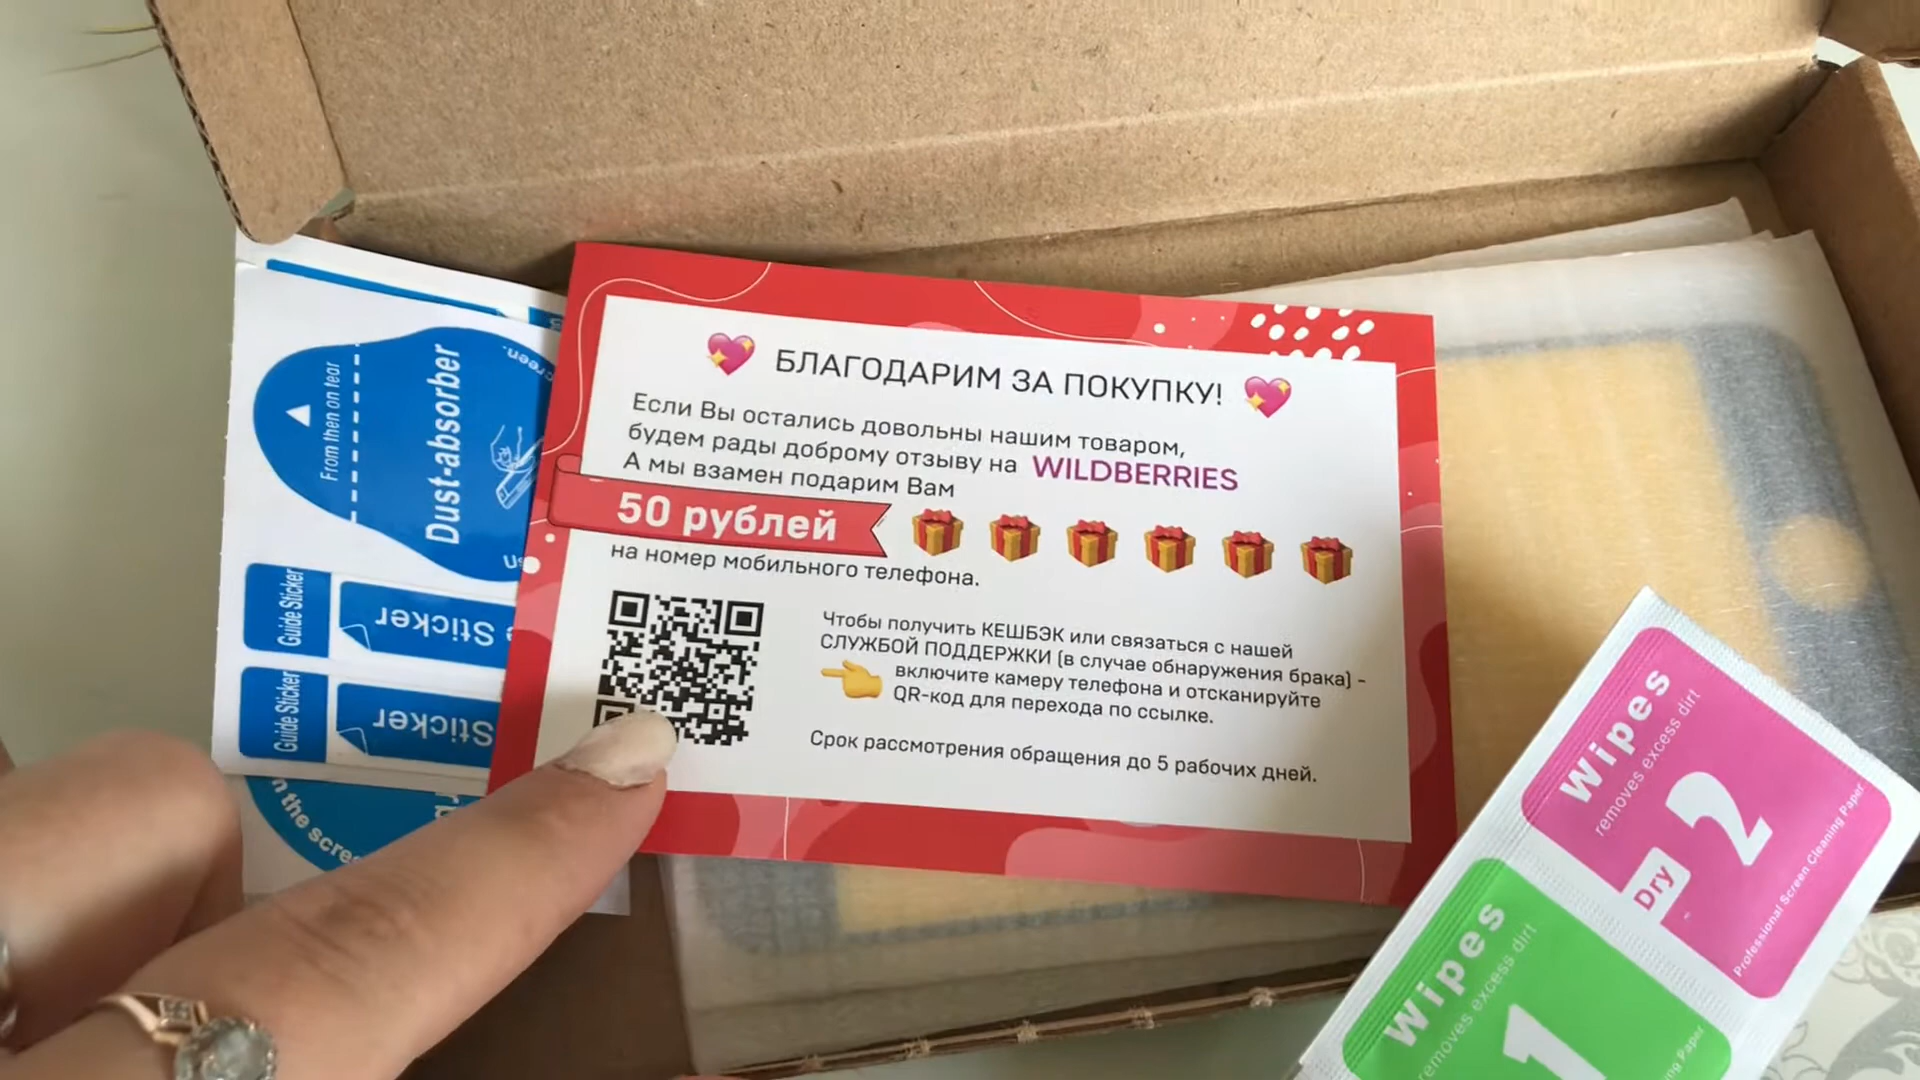 БЛАГОДАРИМ ЗА ПОКУПКУ!
Если Вы остались довольны нашим товаром,
будем рады доброму отзыву на WILDBERRIES
А мы взамен подарим Вам
50 рублей
на номер мобильного телефона.
Чтобы получить КЕШБЭК или связаться с нашей
СЛУЖБОЙ ПОДДЕРЖКИ (в случае обнаружения брака) -
включите камеру телефона и отсканируйте
QR-код для перехода по ссылке.
Срок рассмотрения обращения до 5 рабочих дней.
From then on tear
Dust-absorber
Guide Sticker
Sticker
Guide Sticker
Sticker
the
Wipes
removes excess dirt
Dry
2
Professional Screen Cleaning Paper
Wipes
removes excess dirt
1
Paper